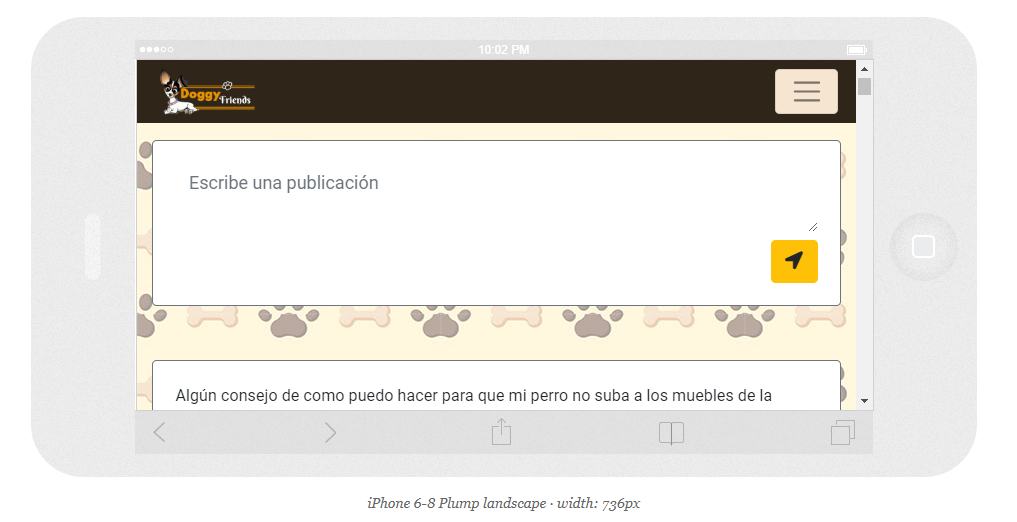 10:02 PM
Doggy
Friends
Escribe una publicación
Algún consejo de como puedo hacer para que mi perro no suba a los muebles de la
iPhone 6-8 Plump landscape · width: 736px